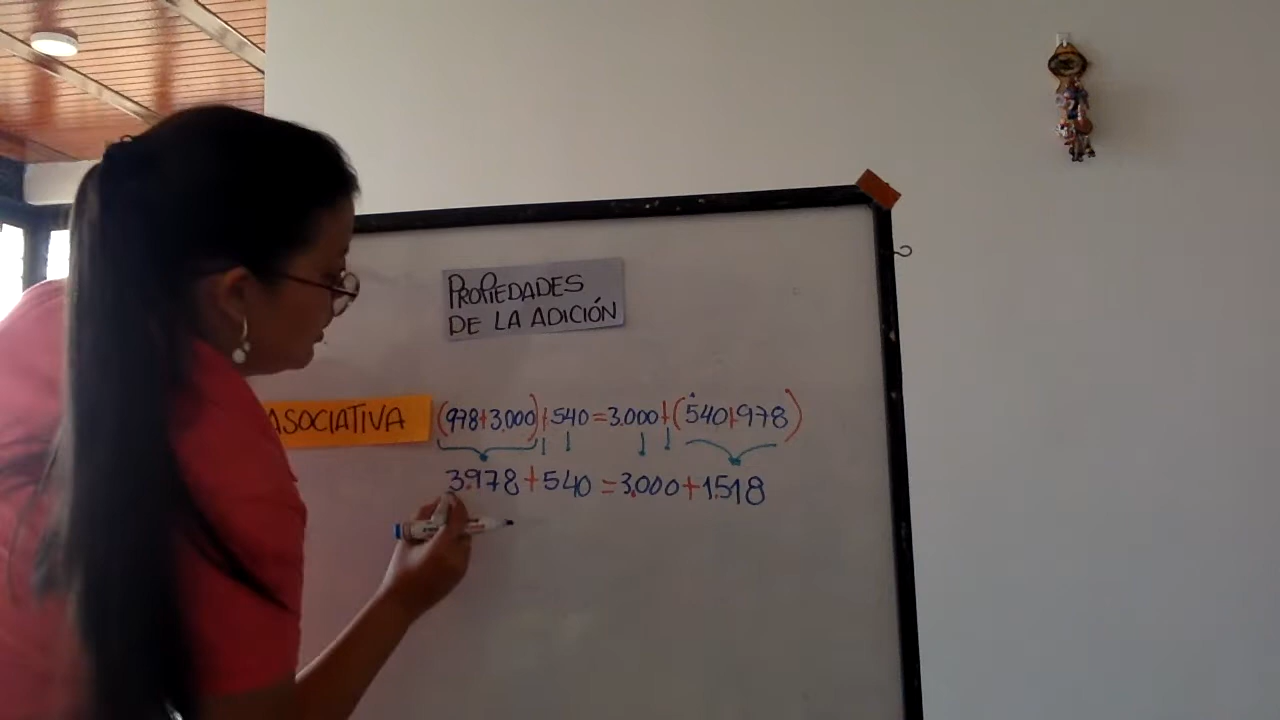 PROPIEDADES
DE LA ADICIÓN
ASOCIATIVA
(978+3.000)+540=3.000+(540+978)
3.978+540=3.000+1.518